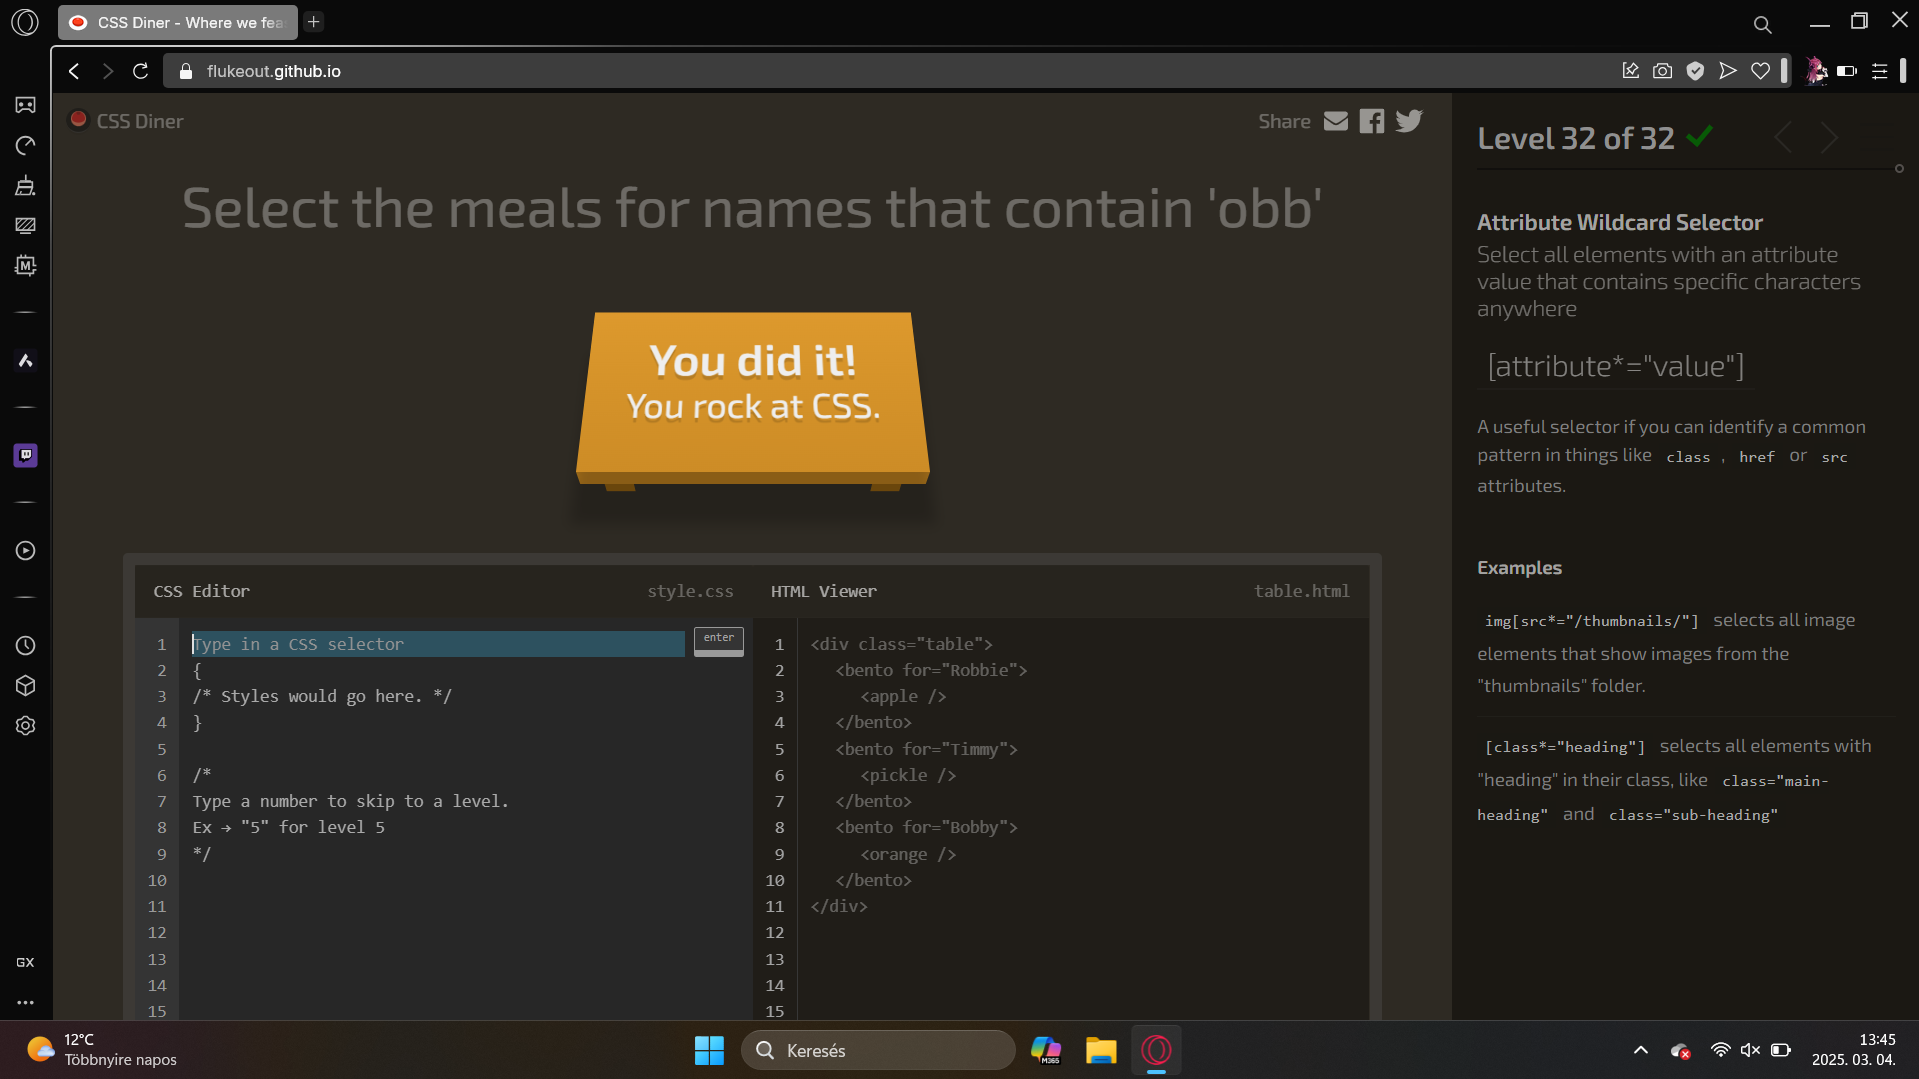 CSS Diner - Where we fea
flukeout.github.io
CSS Diner
Share
Select the meals for names that contain 'obb'
You did it!
You rock at CSS.
CSS Editor
style.css
1
2
3
4
5
6
7
8
9
10
11
12
13
14
15
Type in a CSS selector
enter
{
/* Styles would go here. */
}
/*
Type a number to skip to a level.
Ex → "5" for level 5
*/
HTML Viewer
table.html
1
2
3
4
5
6
7
8
9
10
11
12
13
14
15
<div class="table">
<bento for="Robbie">
<apple />
</bento>
<bento for="Timmy">
<pickle />
</bento>
<bento for="Bobby">
<orange />
</bento>
</div>
Level 32 of 32
Attribute Wildcard Selector
Select all elements with an attribute
value that contains specific characters
anywhere
[attribute*="value"]
A useful selector if you can identify a common
pattern in things like class , href or src
attributes.
Examples
img[src*="/thumbnails/"] selects all image
elements that show images from the
"thumbnails" folder.
[class*="heading"] selects all elements with
"heading" in their class, like class="main-
heading" and class="sub-heading"
M
GX
12°C
Többnyire napos
Keresés
M365
13:45
2025. 03. 04.